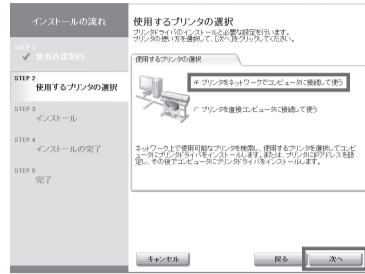 インストールの流れ
STEP 1
使用許諾契約
STEP 2
使用するプリンタの選択
STEP 3
インストール
STEP 4
インストールの完了
STEP 5
完了
使用するプリンタの選択
プリンタドライバのインストールと必要な設定を行います。
プリンタの使い方を選択して、[次へ]をクリックしてください。
使用するプリンタの選択
プリンタをネットワークでコンピュータに接続して使う
プリンタを直接コンピュータに接続して使う
ネットワーク上で使用可能なプリンタを検索し、使用するプリンタを選択してコンピ
ュータにプリンタドライバをインストールします。または、プリンタにIPアドレスを設
定し、その後でコンピュータにプリンタドライバをインストールします。
キャンセル
戻る
次へ